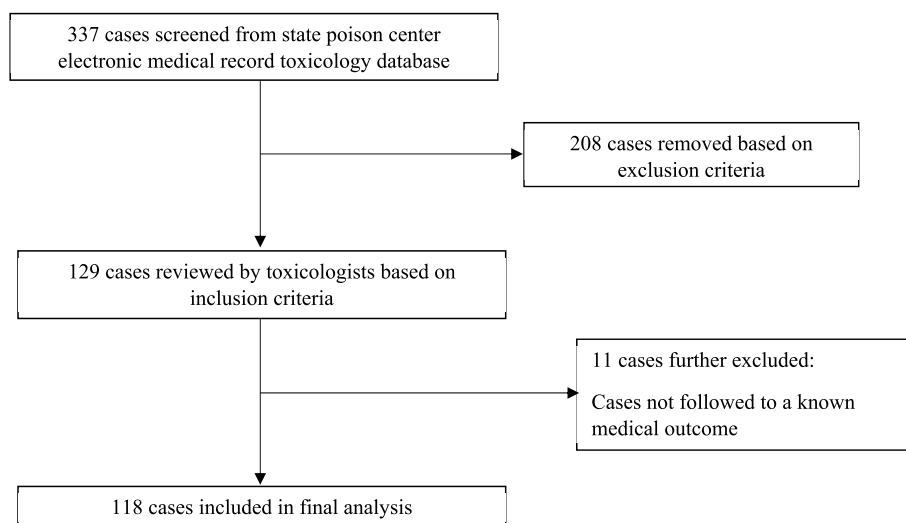 337 cases screened from state poison center
electronic medical record toxicology database
208 cases removed based on
exclusion criteria
129 cases reviewed by toxicologists based on
inclusion criteria
11 cases further excluded:
Cases not followed to a known
medical outcome
118 cases included in final analysis